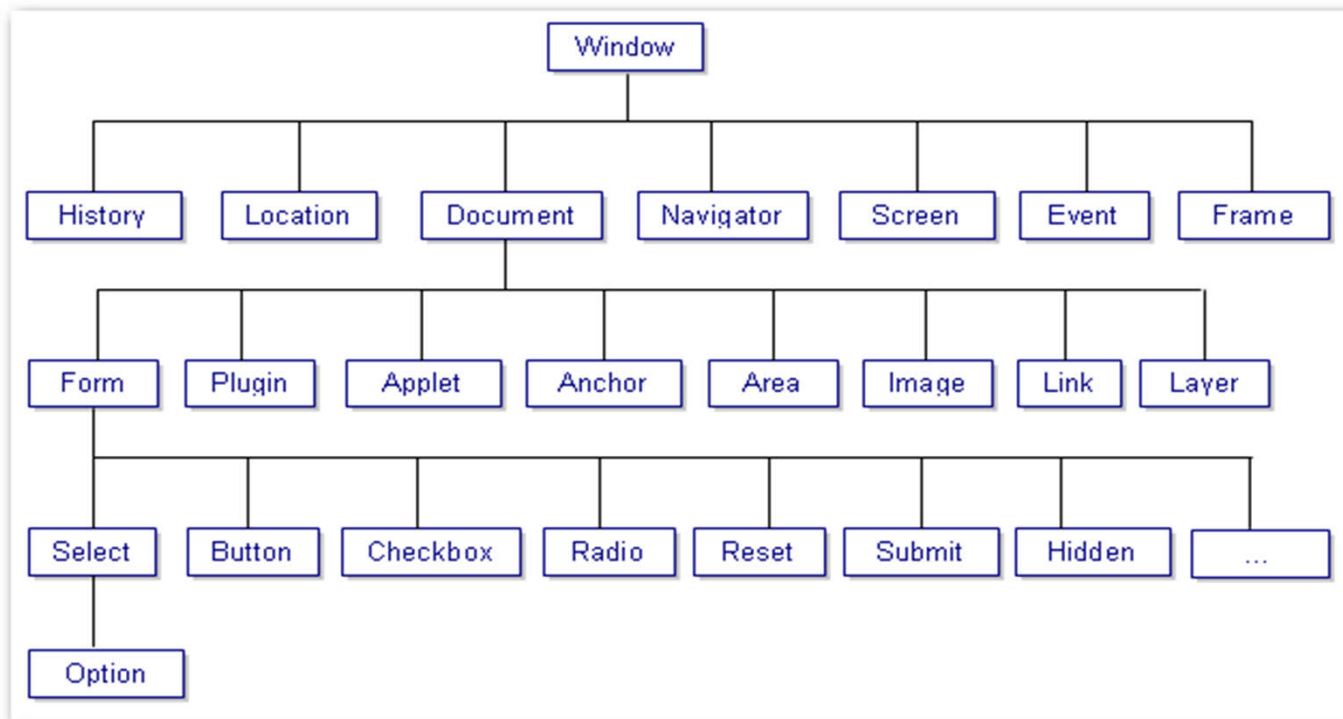 Window
History Location Document Navigator Screen Event Frame
Form Plugin Applet Anchor Area Image Link Layer
Select Button Checkbox Radio Reset Submit Hidden ...
Option